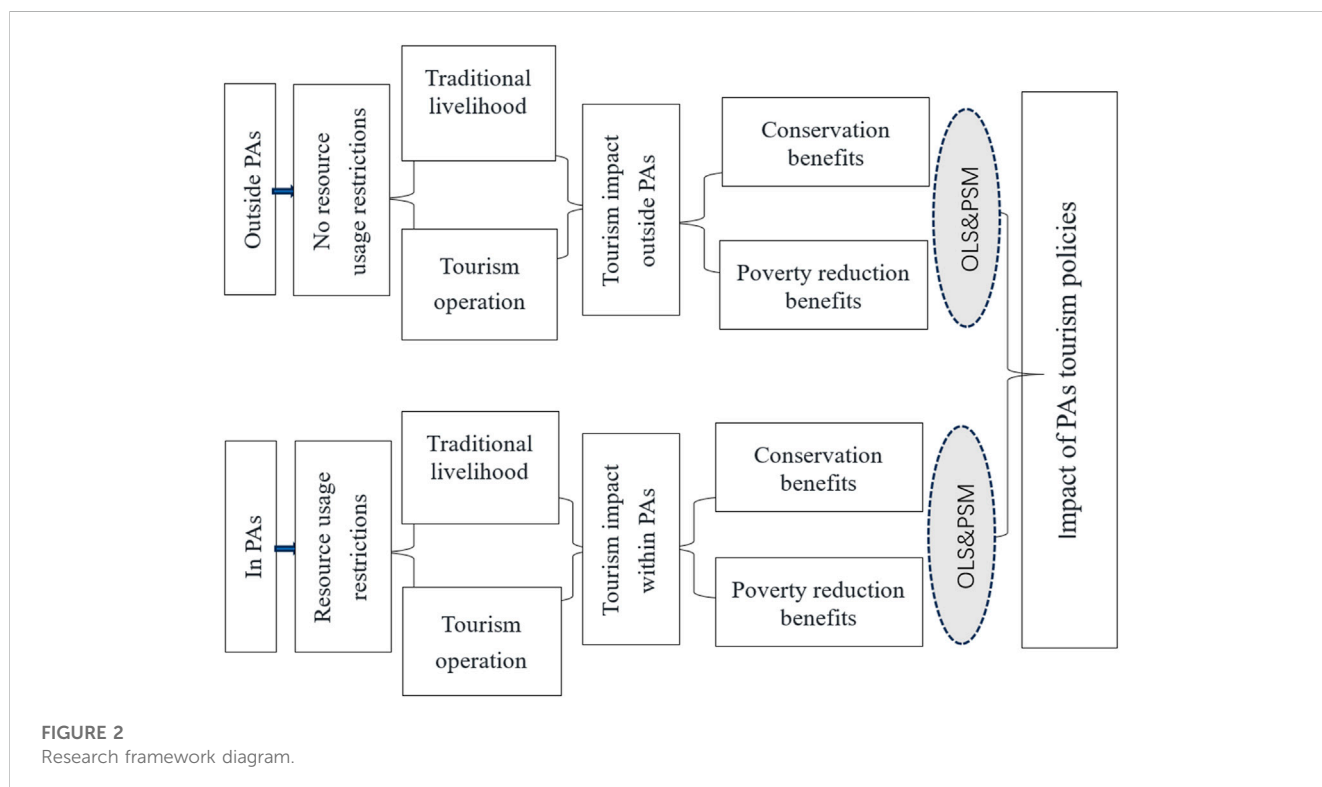 Outside PAs
No resource
usage restrictions
Traditional
livelihood
Tourism
operation
Tourism impact
outside PAs
Conservation
benefits
Poverty reduction
benefits
OLS&PSM
In PAs
Resource usage
restrictions
Traditional
livelihood
Tourism
operation
Tourism impact
within PAs
Conservation
benefits
Poverty reduction
benefits
OLS&PSM
Impact of PAs tourism policies
FIGURE 2
Research framework diagram.